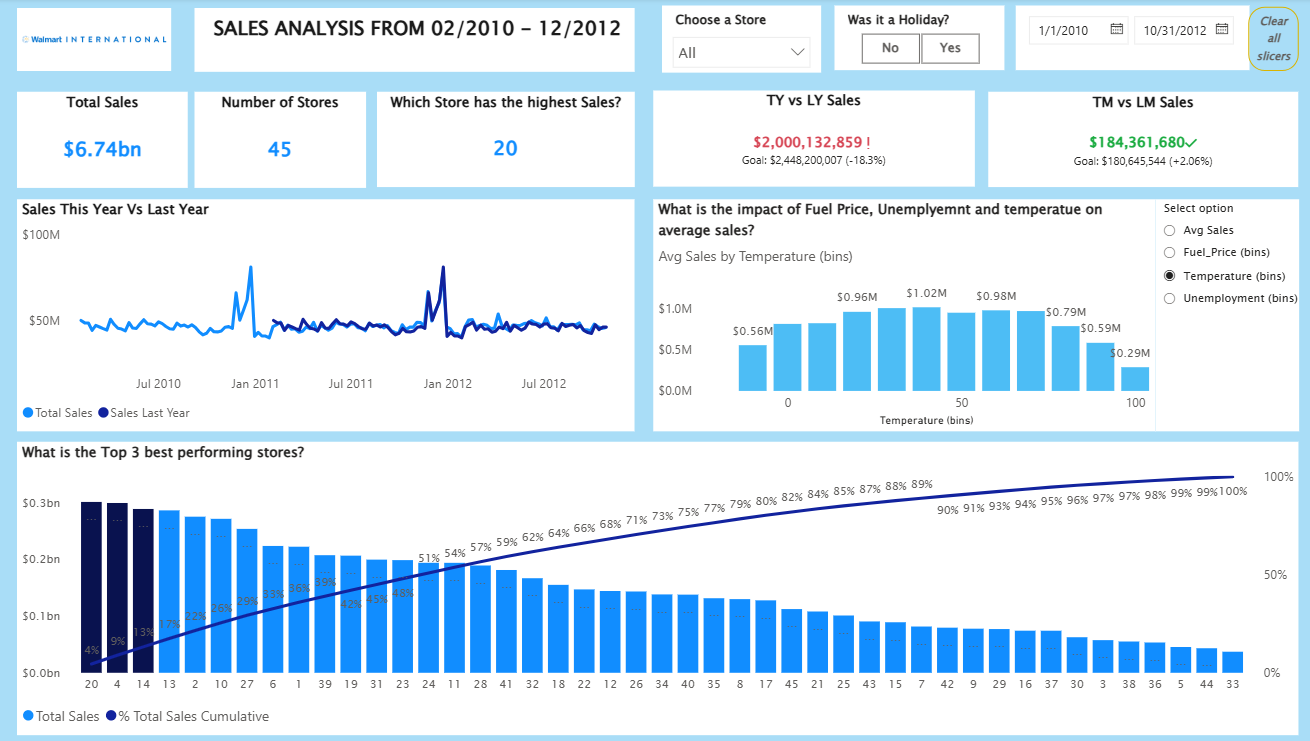 Walmart INTERNATIONAL
SALES ANALYSIS FROM 02/2010 – 12/2012
Choose a Store
All
Was it a Holiday?
No
Yes
1/1/2010
10/31/2012
Clear
all
slicers
Total Sales
$6.74bn
Number of Stores
45
Which Store has the highest Sales?
20
TY vs LY Sales
$2,000,132,859 !
Goal: $2,448,200,007 (-18.3%)
TM vs LM Sales
$184,361,680
Goal: $180,645,544 (+2.06%)
Sales This Year Vs Last Year
$100M
$50M
Jul 2010 Jan 2011 Jul 2011 Jan 2012 Jul 2012
Total Sales Sales Last Year
What is the impact of Fuel Price, Unemplyemnt and temperatue on
average sales?
Avg Sales by Temperature (bins)
$1.0M
$0.5M
$0.0M
$0.56M $0.96M $1.02M $0.98M $0.79M $0.59M $0.29M
0 50 100
Temperature (bins)
Select option
Avg Sales
Fuel_Price (bins)
Temperature (bins)
Unemployment (bins)
What is the Top 3 best performing stores?
$0.3bn
$0.2bn
$0.1bn
$0.0bn
4% 9% 13% 17% 22% 26% 29% 33% 36% 39% 42% 45% 48% 51% 54% 57% 59% 62% 64% 66% 68% 71% 73% 75% 77% 79% 80% 82% 84% 85% 87% 88% 89% 90% 91% 93% 94% 95% 96% 97% 97% 98% 99% 99% 100%
100%
50%
0%
20 4 14 13 2 10 27 6 1 39 19 31 23 24 11 28 41 32 18 22 12 26 34 40 35 8 17 45 21 25 43 15 7 42 9 29 16 37 30 3 38 36 5 44 33
Total Sales % Total Sales Cumulative